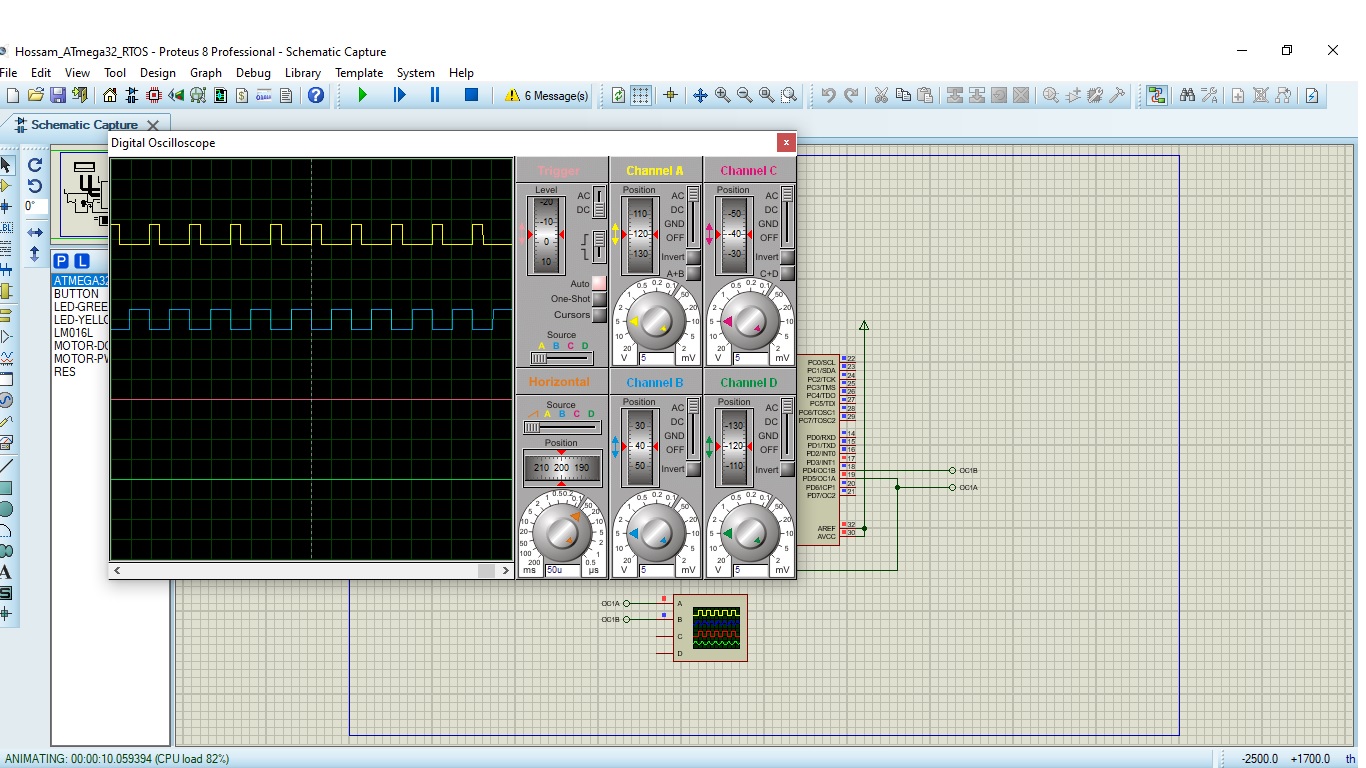 Hossam_ATmega32_RTOS - Proteus 8 Professional - Schematic Capture
File Edit View Tool Design Graph Debug Library Template System Help
6 Message(s)
Schematic Capture
Digital Oscilloscope
0°
P L
ATMEGA32
BUTTON
LED-GREE
LED-YELLO
LM016L
MOTOR-DC
MOTOR-PW
RES
Trigger
Level
-20
-10
0
10
AC
DC
Auto
One-Shot
Cursors
Source
A B C D
Channel A
Position
110
120
130
AC
DC
GND
OFF
Invert
A+B
V 5 mV
Channel C
Position
-50
-40
-30
AC
DC
GND
OFF
Invert
C+D
V 5 mV
Horizontal
Source
A B C D
Position
210 200 190
ms 50u µs
Channel B
Position
30
40
50
AC
DC
GND
OFF
Invert
V 5 mV
Channel D
Position
-130
-120
-110
AC
DC
GND
OFF
Invert
V 5 mV
PC0/SCL 22
PC1/SDA 23
PC2/TCK 24
PC3/TMS 25
PC4/TDO 26
PC5/TDI 27
PC6/TOSC1 28
PC7/TOSC2 29
PD0/RXD 14
PD1/TXD 15
PD2/INT0 16
PD3/INT1 17
PD4/OC1B 18
PD5/OC1A 19
PD6/ICP1 20
PD7/OC2 21
AREF 32
AVCC 30
OC1B
OC1A
OC1A A
OC1B B
C
D
ANIMATING: 00:00:10.059394 (CPU load 82%)
-2500.0 +1700.0 th